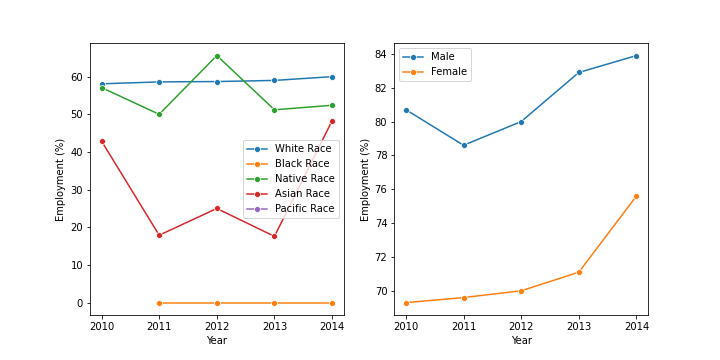 Employment (%)
60
50
40
30
20
10
0
White Race
Black Race
Native Race
Asian Race
Pacific Race
2010 2011 2012 2013 2014
Year
Employment (%)
84
82
80
78
76
74
72
70
Male
Female
2010 2011 2012 2013 2014
Year